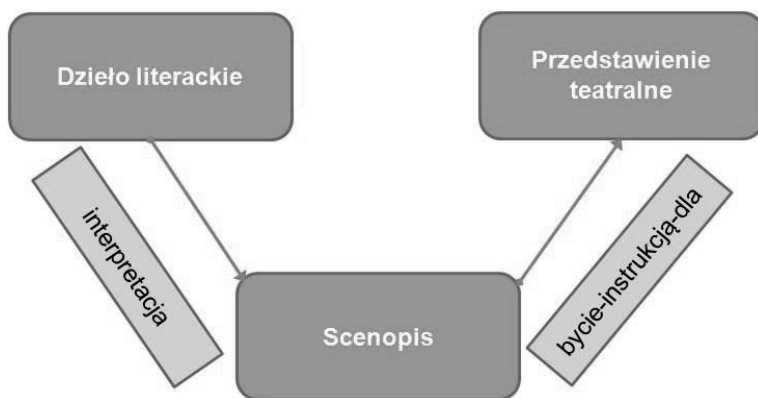 Dzieło literackie
Przedstawienie
teatralne
interpretacja
bycie-instrukcją-dla
Scenopis